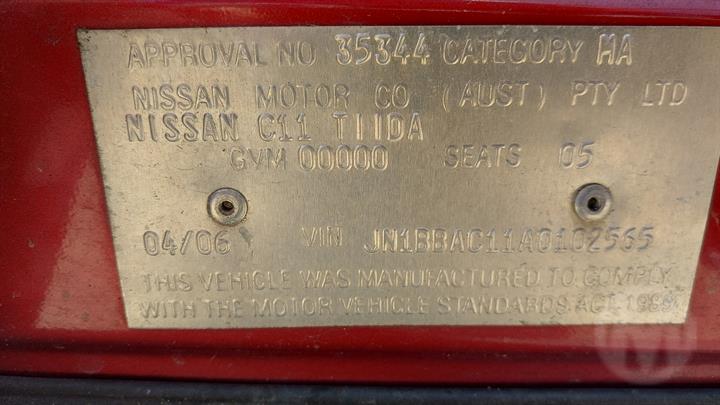 APPROVAL NO 35344 CATEGORY MA
NISSAN MOTOR CO (AUST) PTY LTD
NISSAN C11 TIIDA
GVM 00000 SEATS 05
04/06 VIN JN1BBAC11A0102565
THIS VEHICLE WAS MANUFACTURED TO COMPLY
WITH THE MOTOR VEHICLE STANDARDS ACT 1989